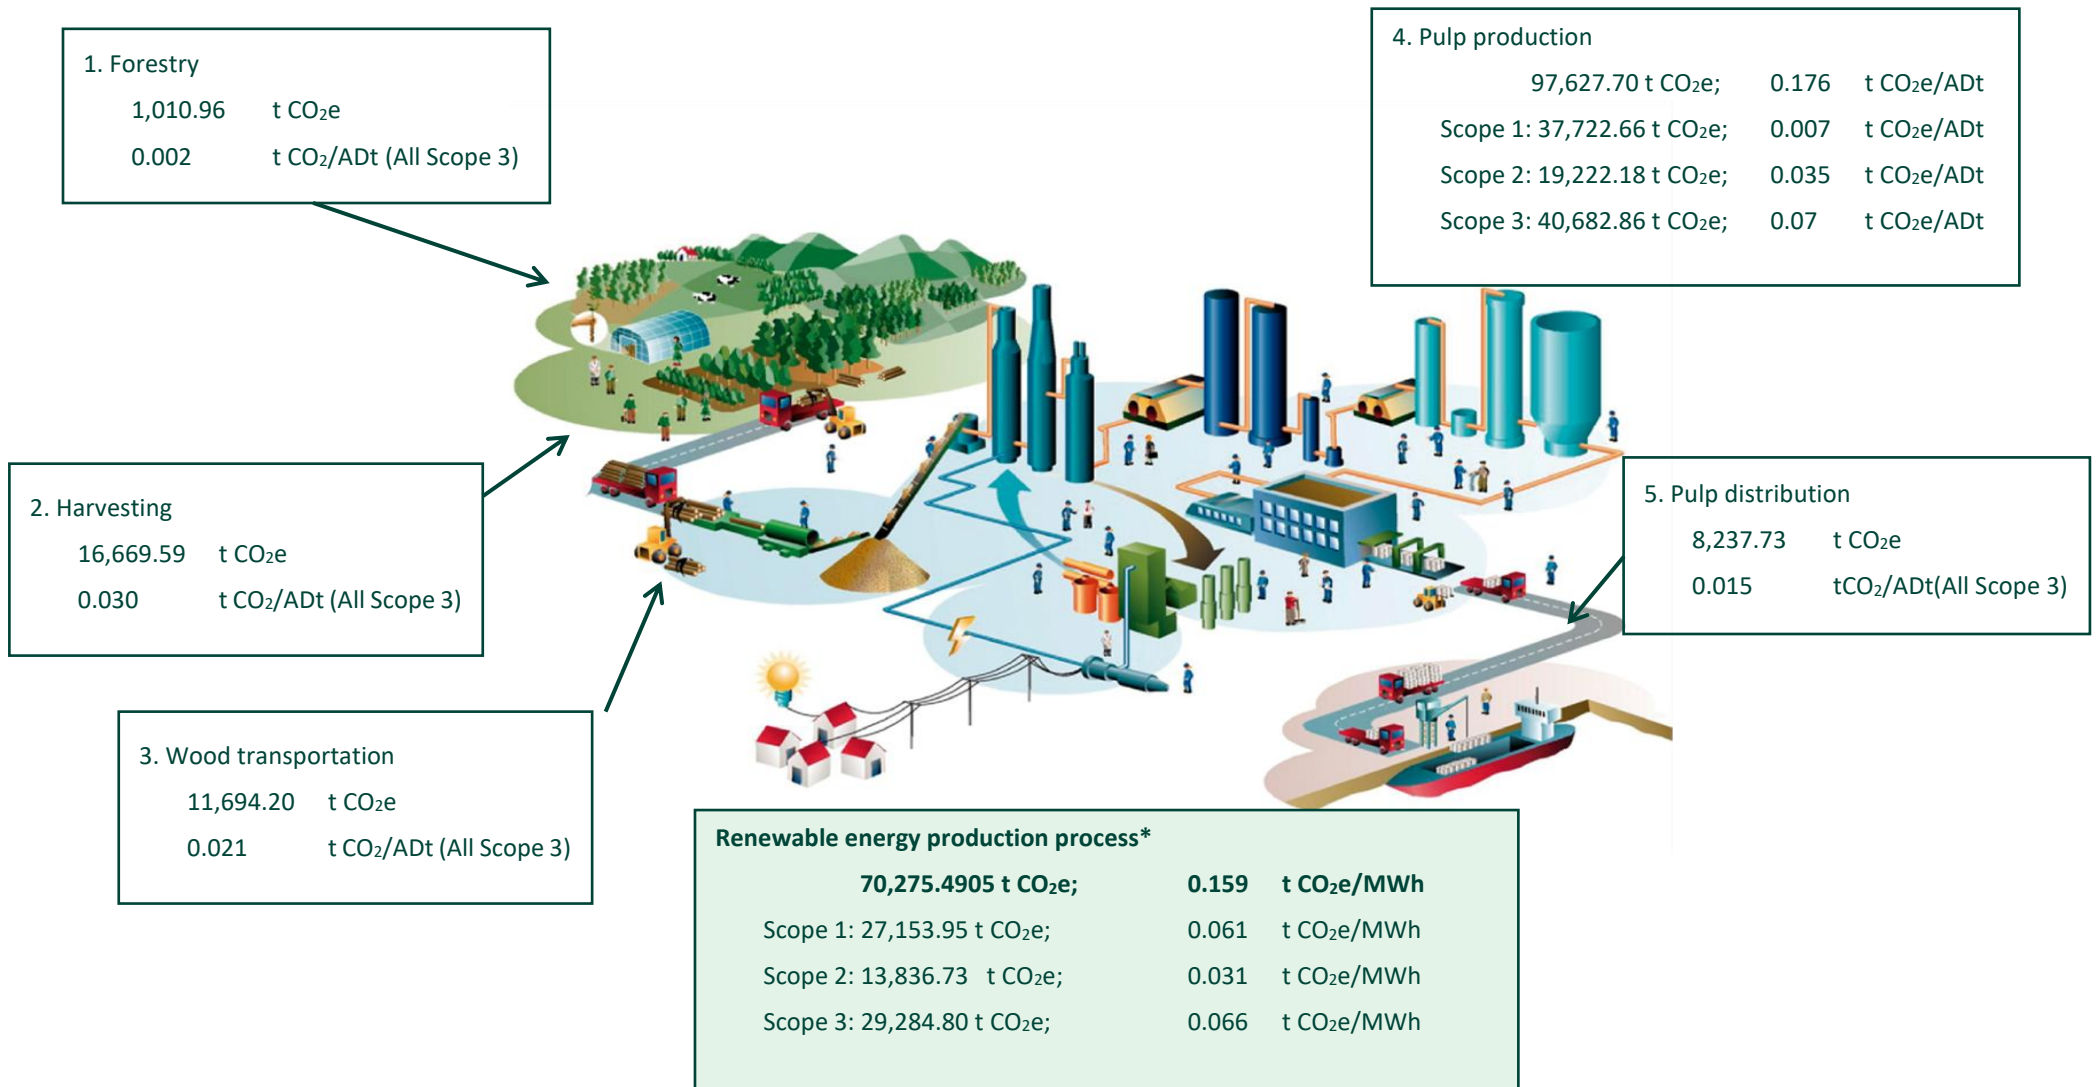 1. Forestry
1,010.96 t CO₂e
0.002 t CO₂/ADt (All Scope 3)
2. Harvesting
16,669.59 t CO₂e
0.030 t CO₂/ADt (All Scope 3)
3. Wood transportation
11,694.20 t CO₂e
0.021 t CO₂/ADt (All Scope 3)
4. Pulp production
97,627.70 t CO₂e; 0.176 t CO₂e/ADt
Scope 1: 37,722.66 t CO₂e; 0.007 t CO₂e/ADt
Scope 2: 19,222.18 t CO₂e; 0.035 t CO₂e/ADt
Scope 3: 40,682.86 t CO₂e; 0.07 t CO₂e/ADt
5. Pulp distribution
8,237.73 t CO₂e
0.015 tCO₂/ADt(All Scope 3)
Renewable energy production process*
70,275.4905 t CO₂e; 0.159 t CO₂e/MWh
Scope 1: 27,153.95 t CO₂e; 0.061 t CO₂e/MWh
Scope 2: 13,836.73 t CO₂e; 0.031 t CO₂e/MWh
Scope 3: 29,284.80 t CO₂e; 0.066 t CO₂e/MWh